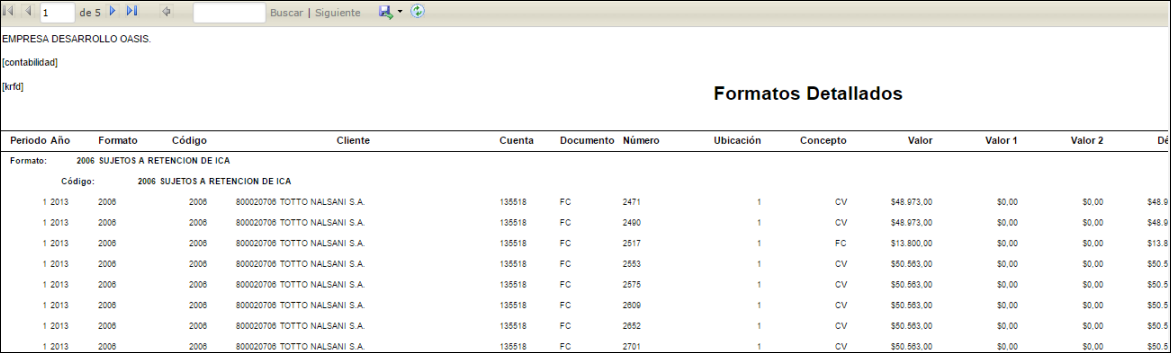 1 de 5 Buscar | Siguiente
EMPRESA DESARROLLO OASIS.
[contabilidad]
[krfd]
Formatos Detallados
Periodo Año Formato Código Cliente Cuenta Documento Número Ubicación Concepto Valor Valor 1 Valor 2 Dé
Formato: 2006 SUJETOS A RETENCION DE ICA
Código: 2006 SUJETOS A RETENCION DE ICA
1 2013 2006 2006 800020706 TOTTO NALSANI S.A. 135518 FC 2471 1 CV $48.973,00 $0,00 $0,00 $48.9
1 2013 2006 2006 800020706 TOTTO NALSANI S.A. 135518 FC 2490 1 CV $48.973,00 $0,00 $0,00 $48.9
1 2013 2006 2006 800020706 TOTTO NALSANI S.A. 135518 FC 2517 1 FC $13.800,00 $0,00 $0,00 $13.8
1 2013 2006 2006 800020706 TOTTO NALSANI S.A. 135518 FC 2553 1 CV $50.563,00 $0,00 $0,00 $50.5
1 2013 2006 2006 800020706 TOTTO NALSANI S.A. 135518 FC 2575 1 CV $50.563,00 $0,00 $0,00 $50.5
1 2013 2006 2006 800020706 TOTTO NALSANI S.A. 135518 FC 2609 1 CV $50.563,00 $0,00 $0,00 $50.5
1 2013 2006 2006 800020706 TOTTO NALSANI S.A. 135518 FC 2652 1 CV $50.563,00 $0,00 $0,00 $50.5
1 2013 2006 2006 800020706 TOTTO NALSANI S.A. 135518 FC 2701 1 CV $50.563,00 $0,00 $0,00 $50.5